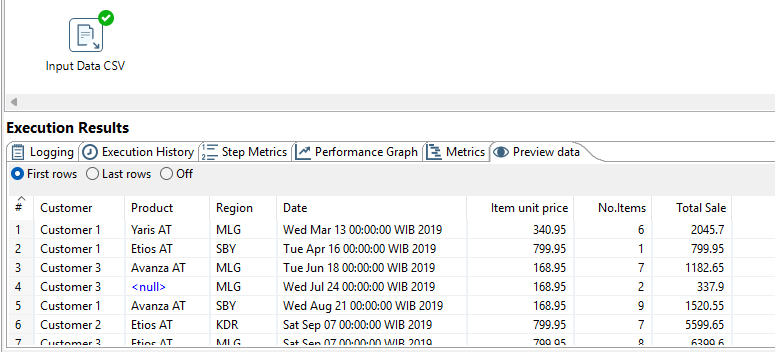 Input Data CSV
Execution Results
Logging Execution History Step Metrics Performance Graph Metrics Preview data
First rows Last rows Off
# Customer Product Region Date Item unit price No.Items Total Sale
1 Customer 1 Yaris AT MLG Wed Mar 13 00:00:00 WIB 2019 340.95 6 2045.7
2 Customer 1 Etios AT SBY Tue Apr 16 00:00:00 WIB 2019 799.95 1 799.95
3 Customer 3 Avanza AT MLG Tue Jun 18 00:00:00 WIB 2019 168.95 7 1182.65
4 Customer 3 <null> MLG Wed Jul 24 00:00:00 WIB 2019 168.95 2 337.9
5 Customer 1 Avanza AT SBY Wed Aug 21 00:00:00 WIB 2019 168.95 9 1520.55
6 Customer 2 Etios AT KDR Sat Sep 07 00:00:00 WIB 2019 799.95 7 5599.65
7 Customer 3 Etios AT MLG Sat Sep 07 00:00:00 WIB 2019 799.95 8 6399.6